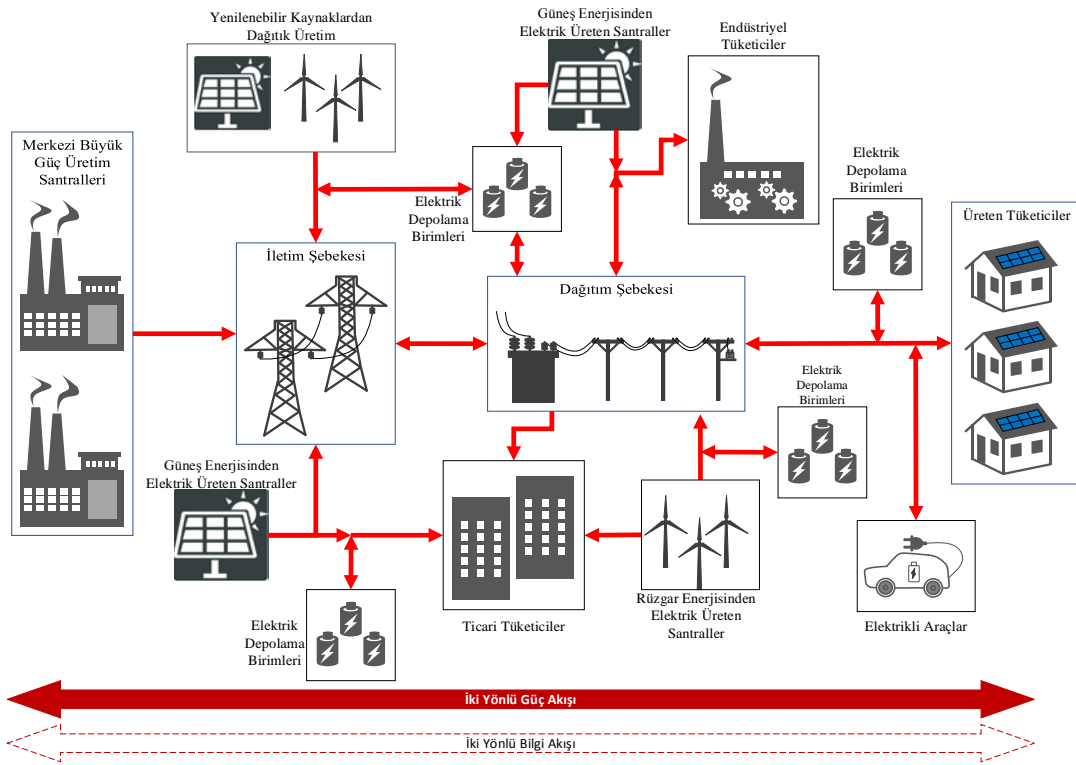 Yenilenebilir Kaynaklardan
Dağıtık Üretim
Güneş Enerjisinden
Elektrik Üreten Santraller
Endüstriyel
Tüketiciler
Merkezi Büyük
Güç Üretim
Santralleri
Elektrik
Depolama
Birimleri
Elektrik
Depolama
Birimleri
Üreten Tüketiciler
İletim Şebekesi
Dağıtım Şebekesi
Elektrik
Depolama
Birimleri
Güneş Enerjisinden
Elektrik Üreten Santraller
Elektrik
Depolama
Birimleri
Ticari Tüketiciler
Rüzgar Enerjisinden
Elektrik Üreten
Santraller
Elektrikli Araçlar
İki Yönlü Güç Akışı
İki Yönlü Bilgi Akışı